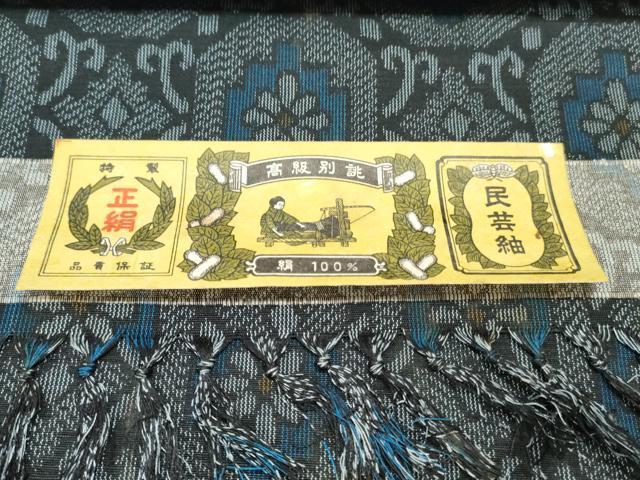 特製
正絹
品質保証
高級別誂
絹 100%
民芸紬